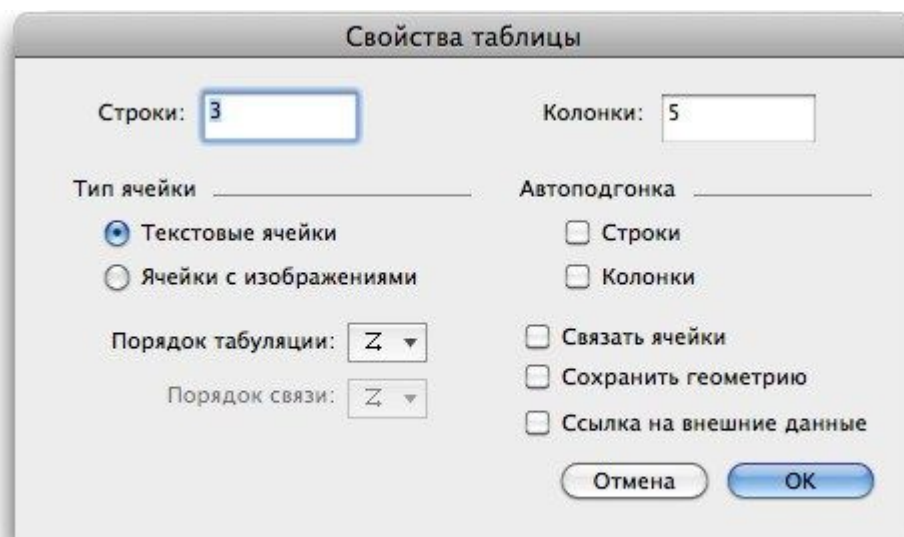 Свойства таблицы
Строки: 3
Колонки: 5
Тип ячейки
Автоподгонка
Текстовые ячейки
Строки
Ячейки с изображениями
Колонки
Порядок табуляции:
Связать ячейки
Порядок связи:
Сохранить геометрию
Ссылка на внешние данные
Отмена
OK